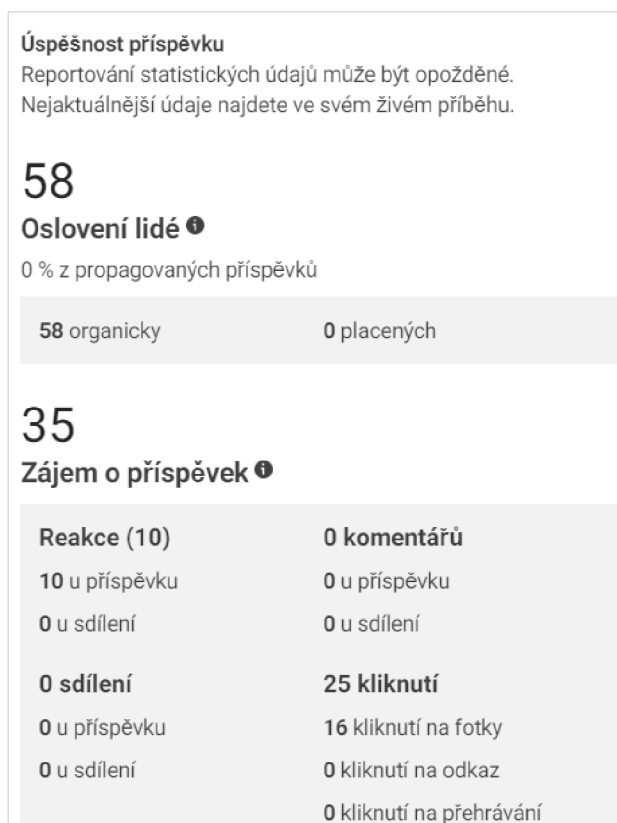 Úspěšnost příspěvku
Reportování statistických údajů může být opožděné.
Nejaktuálnější údaje najdete ve svém živém příběhu.
58
Oslovení lidé
0 % z propagovaných příspěvků
58 organicky
0 placených
35
Zájem o příspěvek
Reakce (10)
10 u příspěvku
0 u sdílení
0 komentářů
0 u příspěvku
0 u sdílení
0 sdílení
0 u příspěvku
0 u sdílení
25 kliknutí
16 kliknutí na fotky
0 kliknutí na odkaz
0 kliknutí na přehrávání